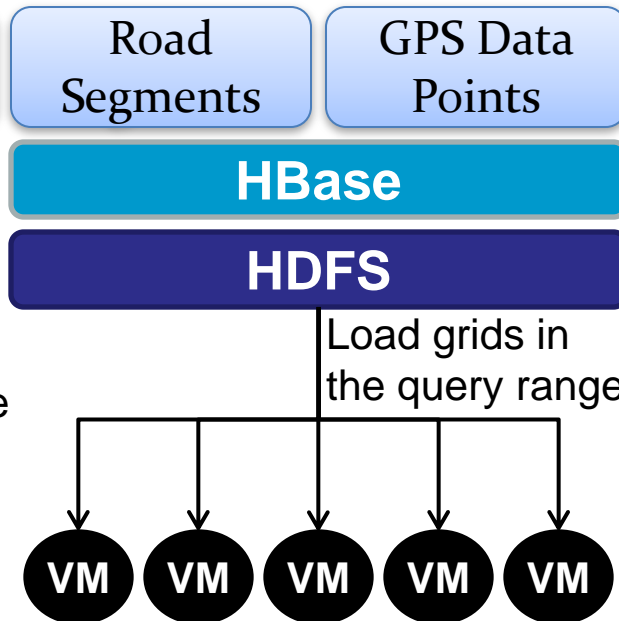 Road
Segments
GPS Data
Points
HBase
HDFS
Load grids in
the query range
e
VM VM VM VM VM